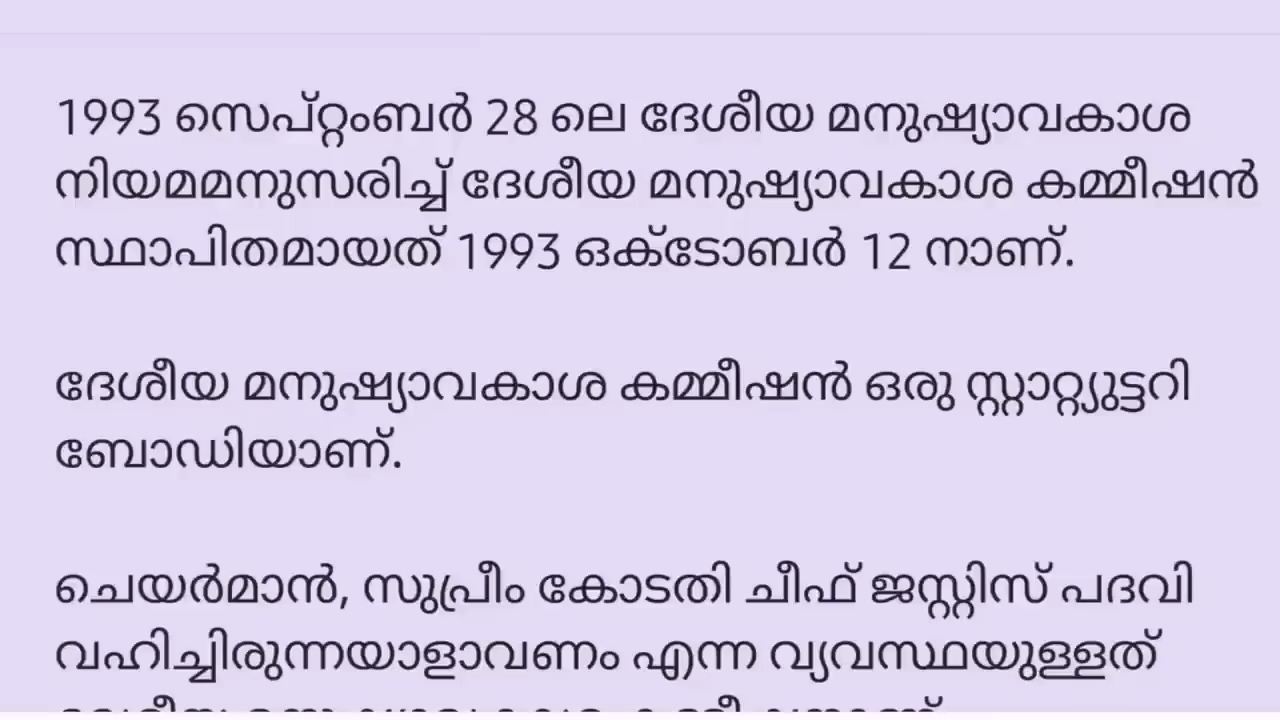 1993 സെപ്റ്റംബർ 28 ലെ ദേശീയ മനുഷ്യാവകാശ
നിയമമനുസരിച്ച് ദേശീയ മനുഷ്യാവകാശ കമ്മീഷൻ
സ്ഥാപിതമായത് 1993 ഒക്ടോബർ 12 നാണ്.
ദേശീയ മനുഷ്യാവകാശ കമ്മീഷൻ ഒരു സ്റ്റാറ്റ്യുട്ടറി
ബോഡിയാണ്.
ചെയർമാൻ, സുപ്രീം കോടതി ചീഫ് ജസ്റ്റിസ് പദവി
വഹിച്ചിരുന്നയാളാവണം എന്ന വ്യവസ്ഥയുള്ളത്